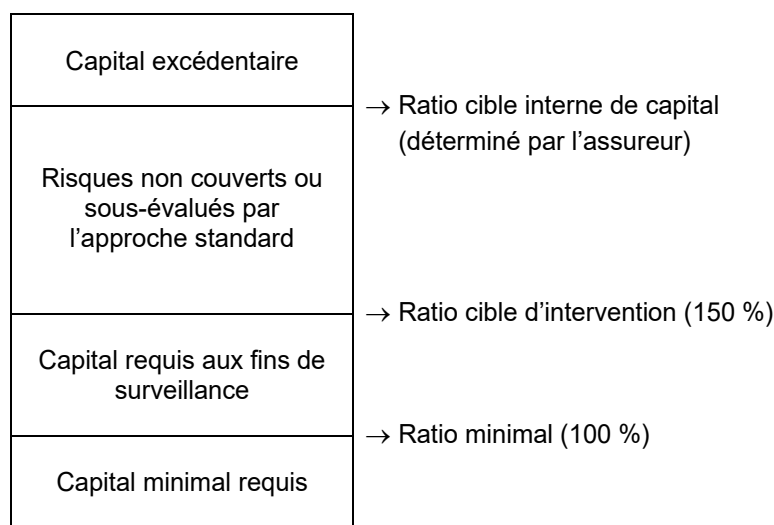 Capital excédentaire
→ Ratio cible interne de capital
(déterminé par l’assureur)
Risques non couverts ou
sous-évalués par
l’approche standard
→ Ratio cible d’intervention (150 %)
Capital requis aux fins de
surveillance
→ Ratio minimal (100 %)
Capital minimal requis